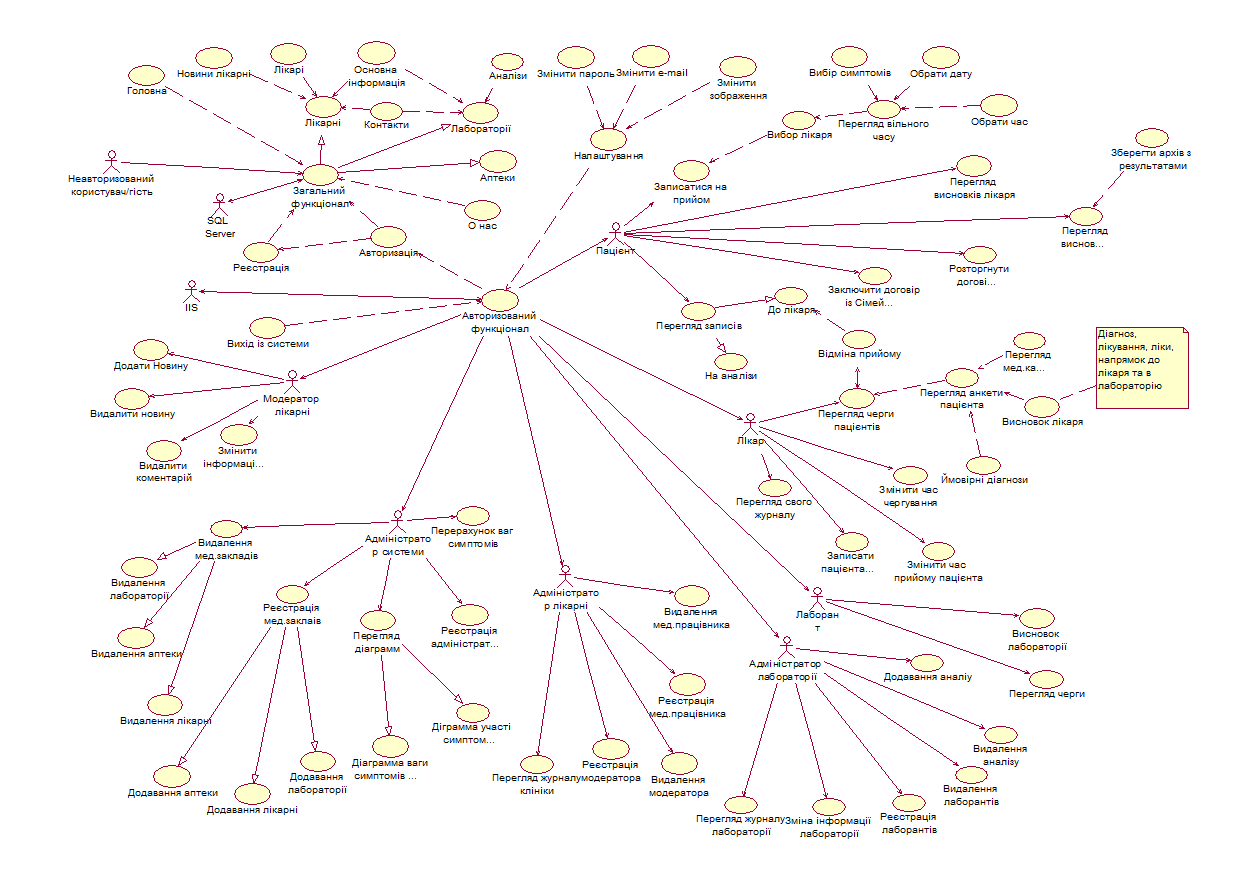 Новини лікарні
Лікарі
Основна
інформація
Аналізи
Змінити пароль
Змінити e-mail
Змінити
зображення
Вибір симптомів
Обрати дату
Головна
Лікарні
Контакти
Лабораторії
Налаштування
Вибор лікаря
Перегляд вільного
часу
Обрати час
Зберегти архів з
результатами
Неавторизований
користувач/гість
Загальний
функціонал
Аптеки
Записатися на
прийом
Перегляд
висновків лікаря
SQL
Server
О нас
Пацієнт
Перегляд
виснов...
Реєстрація
Авторизація
Розторгнути
догові...
Заключити договір
із Сімей...
IIS
Авторизований
функціонал
Перегляд записів
До лікаря
Вихід із системи
Відміна прийому
Перегляд
мед.ка...
Діагноз,
лікування, ліки,
напрямок до
лікаря та в
лабораторію
Додати Новину
На аналізи
Модератор
лікарні
Видалити новину
Перегляд черги
пацієнтів
Перегляд анкети
пацієнта
Висновок лікаря
Лікар
Змінити
інформаці...
Видалити
коментарій
Ймовірні діагнози
Змінити час
чергування
Перегляд свого
журналу
Перерахунок ваг
симптомів
Адміністрато
р системи
Видалення
мед.закладів
Записати
пацієнта...
Змінити час
прийому пацієнта
Видалення
лабораторії
Адміністрато
р лікарні
Реєстрація
мед.заклаів
Видалення
мед.працівника
Лаборан
т
Перегляд
діаграмм
Реєстрація
адміністрат...
Висновок
лабораторії
Видалення аптеки
Адміністратор
лабораторії
Додавання аналіу
Перегляд черги
Реєстрація
мед.працівника
Видалення лікарні
Діграмма участі
симптом...
Видалення
аналізу
Діаграмма ваги
симптомів ...
Перегляд журналу
клініки
Реєстрація
модератора
Видалення
модератора
Додавання аптеки
Додавання
лабораторії
Видалення
лаборантів
Додавання лікарні
Перегляд журналу
лабораторії
Зміна інформації
лабораторії
Реєстрація
лаборантів